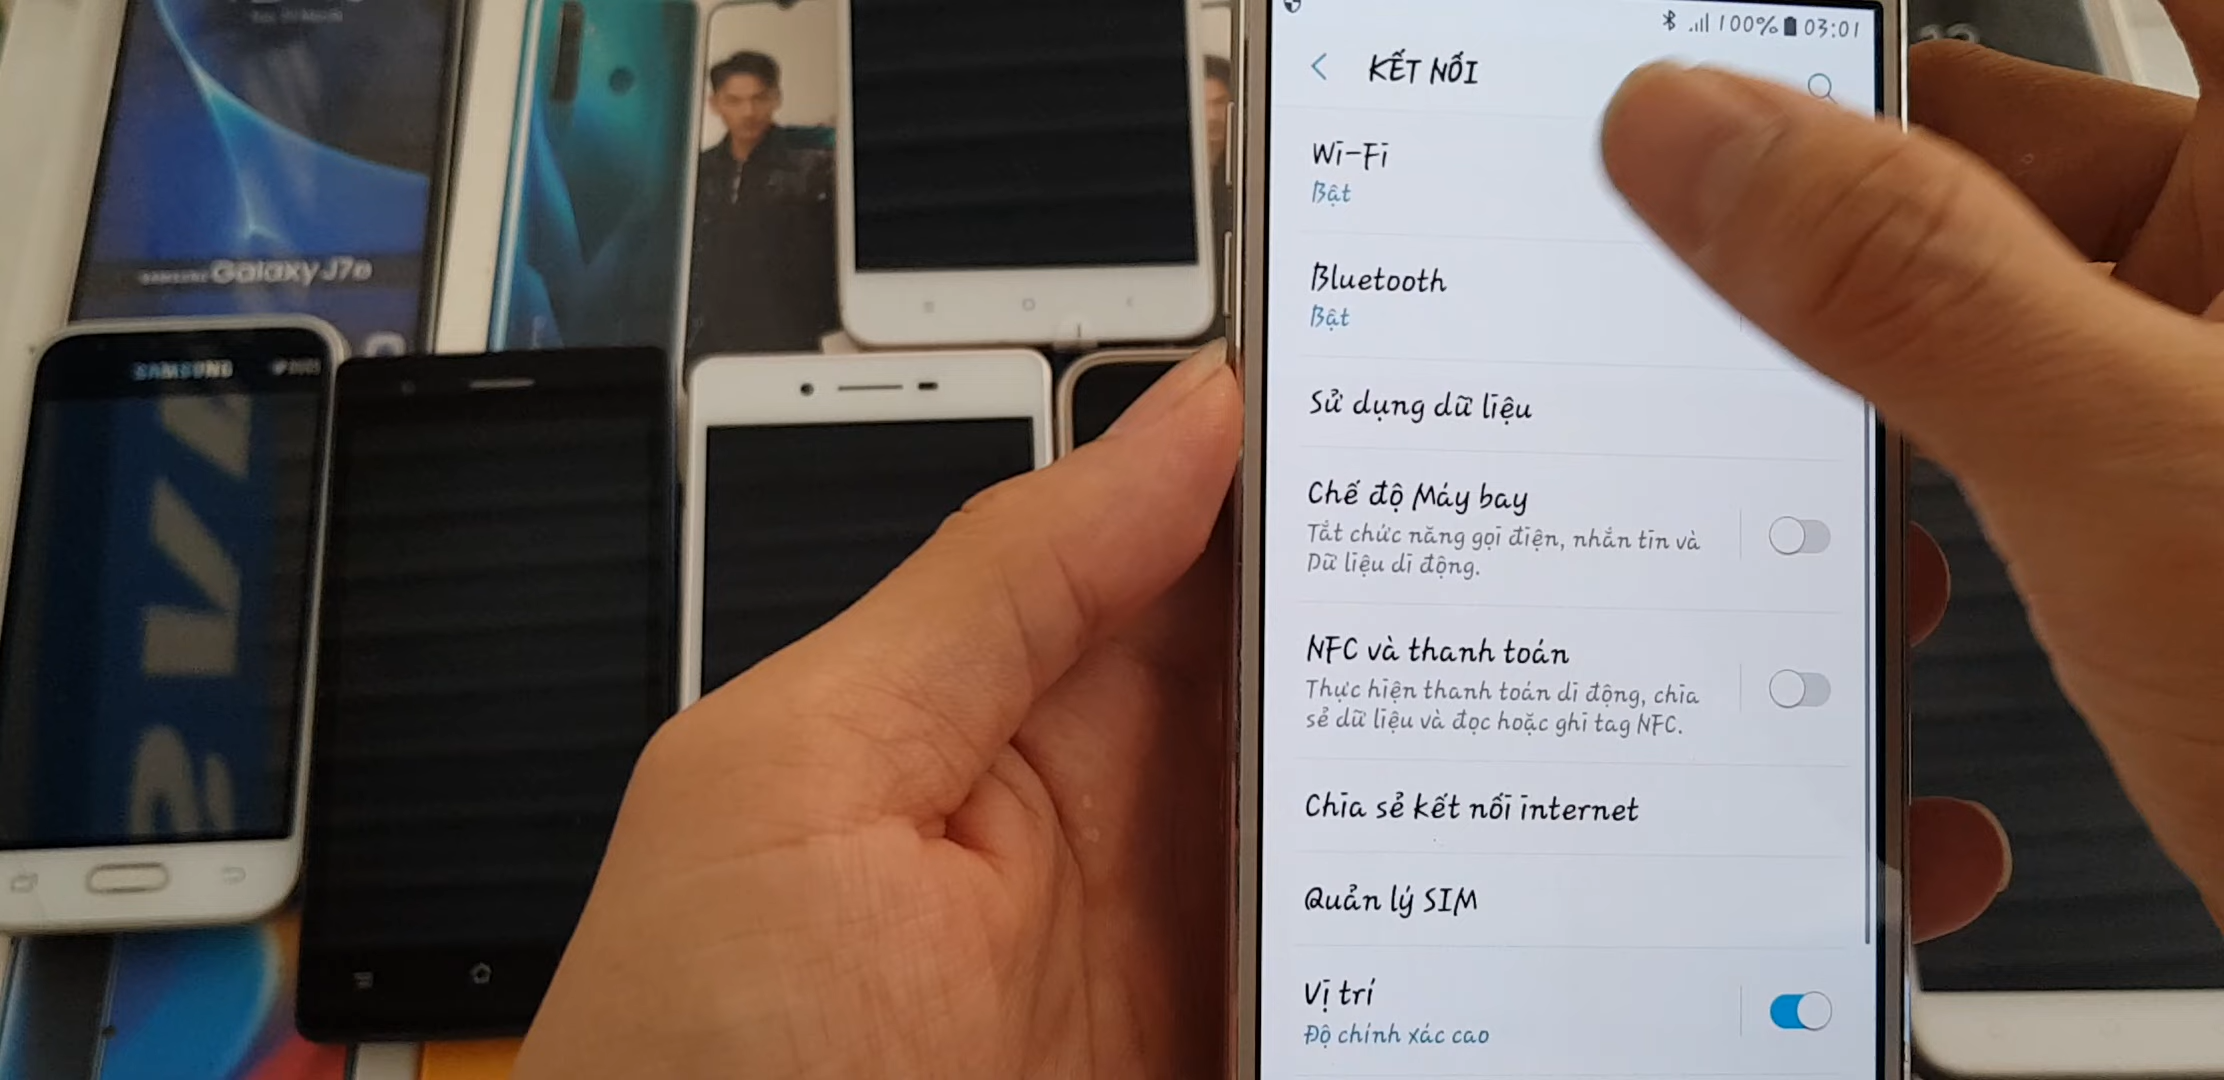 100% 03:01
KẾT NỐI
Wi-Fi
Bật
Bluetooth
Bật
Sử dụng dữ liệu
Chế độ Máy bay
Tắt chức năng gọi điện, nhắn tin và
Dữ liệu di động.
NFC và thanh toán
Thực hiện thanh toán di động, chia
sẻ dữ liệu và đọc hoặc ghi tag NFC.
Chia sẻ kết nối internet
Quản lý SIM
Vị trí
Độ chính xác cao
SAMSUNG Galaxy J7
SAMSUNG